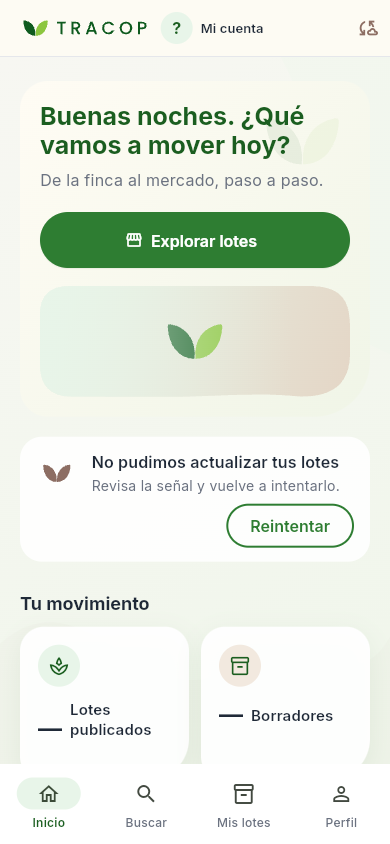 TRACOP
?
Mi cuenta
Buenas noches. ¿Qué
vamos a mover hoy?
De la finca al mercado, paso a paso.
Explorar lotes
No pudimos actualizar tus lotes
Revisa la señal y vuelve a intentarlo.
Reintentar
Tu movimiento
— Lotes
publicados
— Borradores
Inicio
Buscar
Mis lotes
Perfil